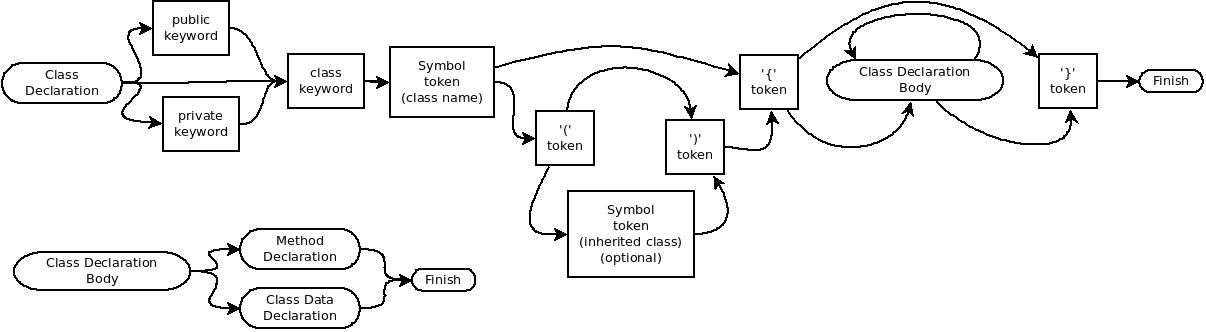 public
keyword
Class
Declaration
private
keyword
class
keyword
Symbol
token
(class name)
'('
token
')'
token
Symbol
token
(inherited class)
(optional)
'{'
token
Class Declaration
Body
'}'
token
Finish
Class Declaration
Body
Method
Declaration
Class Data
Declaration
Finish